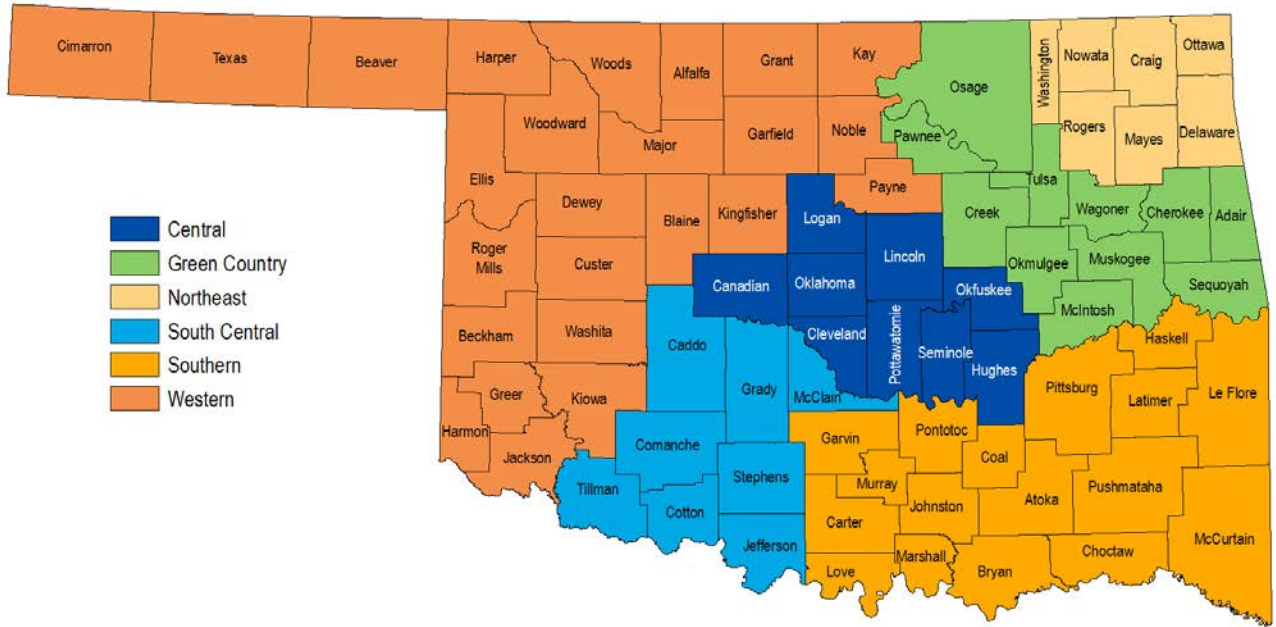 Cimarron
Texas
Beaver
Harper
Woods
Alfalfa
Grant
Kay
Osage
Washington
Nowata
Craig
Ottawa
Woodward
Major
Garfield
Noble
Pawnee
Rogers
Mayes
Delaware
Ellis
Dewey
Blaine
Kingfisher
Logan
Payne
Creek
Tulsa
Wagoner
Cherokee
Adair
Roger
Mills
Custer
Canadian
Oklahoma
Lincoln
Okfuskee
Okmulgee
Muskogee
McIntosh
Sequoyah
Central
Green Country
Northeast
South Central
Southern
Western
Beckham
Washita
Caddo
Grady
Cleveland
McClain
Pottawatomie
Seminole
Hughes
Pittsburg
Haskell
Latimer
Le Flore
Harmon
Greer
Kiowa
Jackson
Comanche
Tillman
Cotton
Stephens
Jefferson
Garvin
Murray
Pontotoc
Coal
Carter
Johnston
Atoka
Pushmataha
McCurtain
Love
Marshall
Bryan
Choctaw